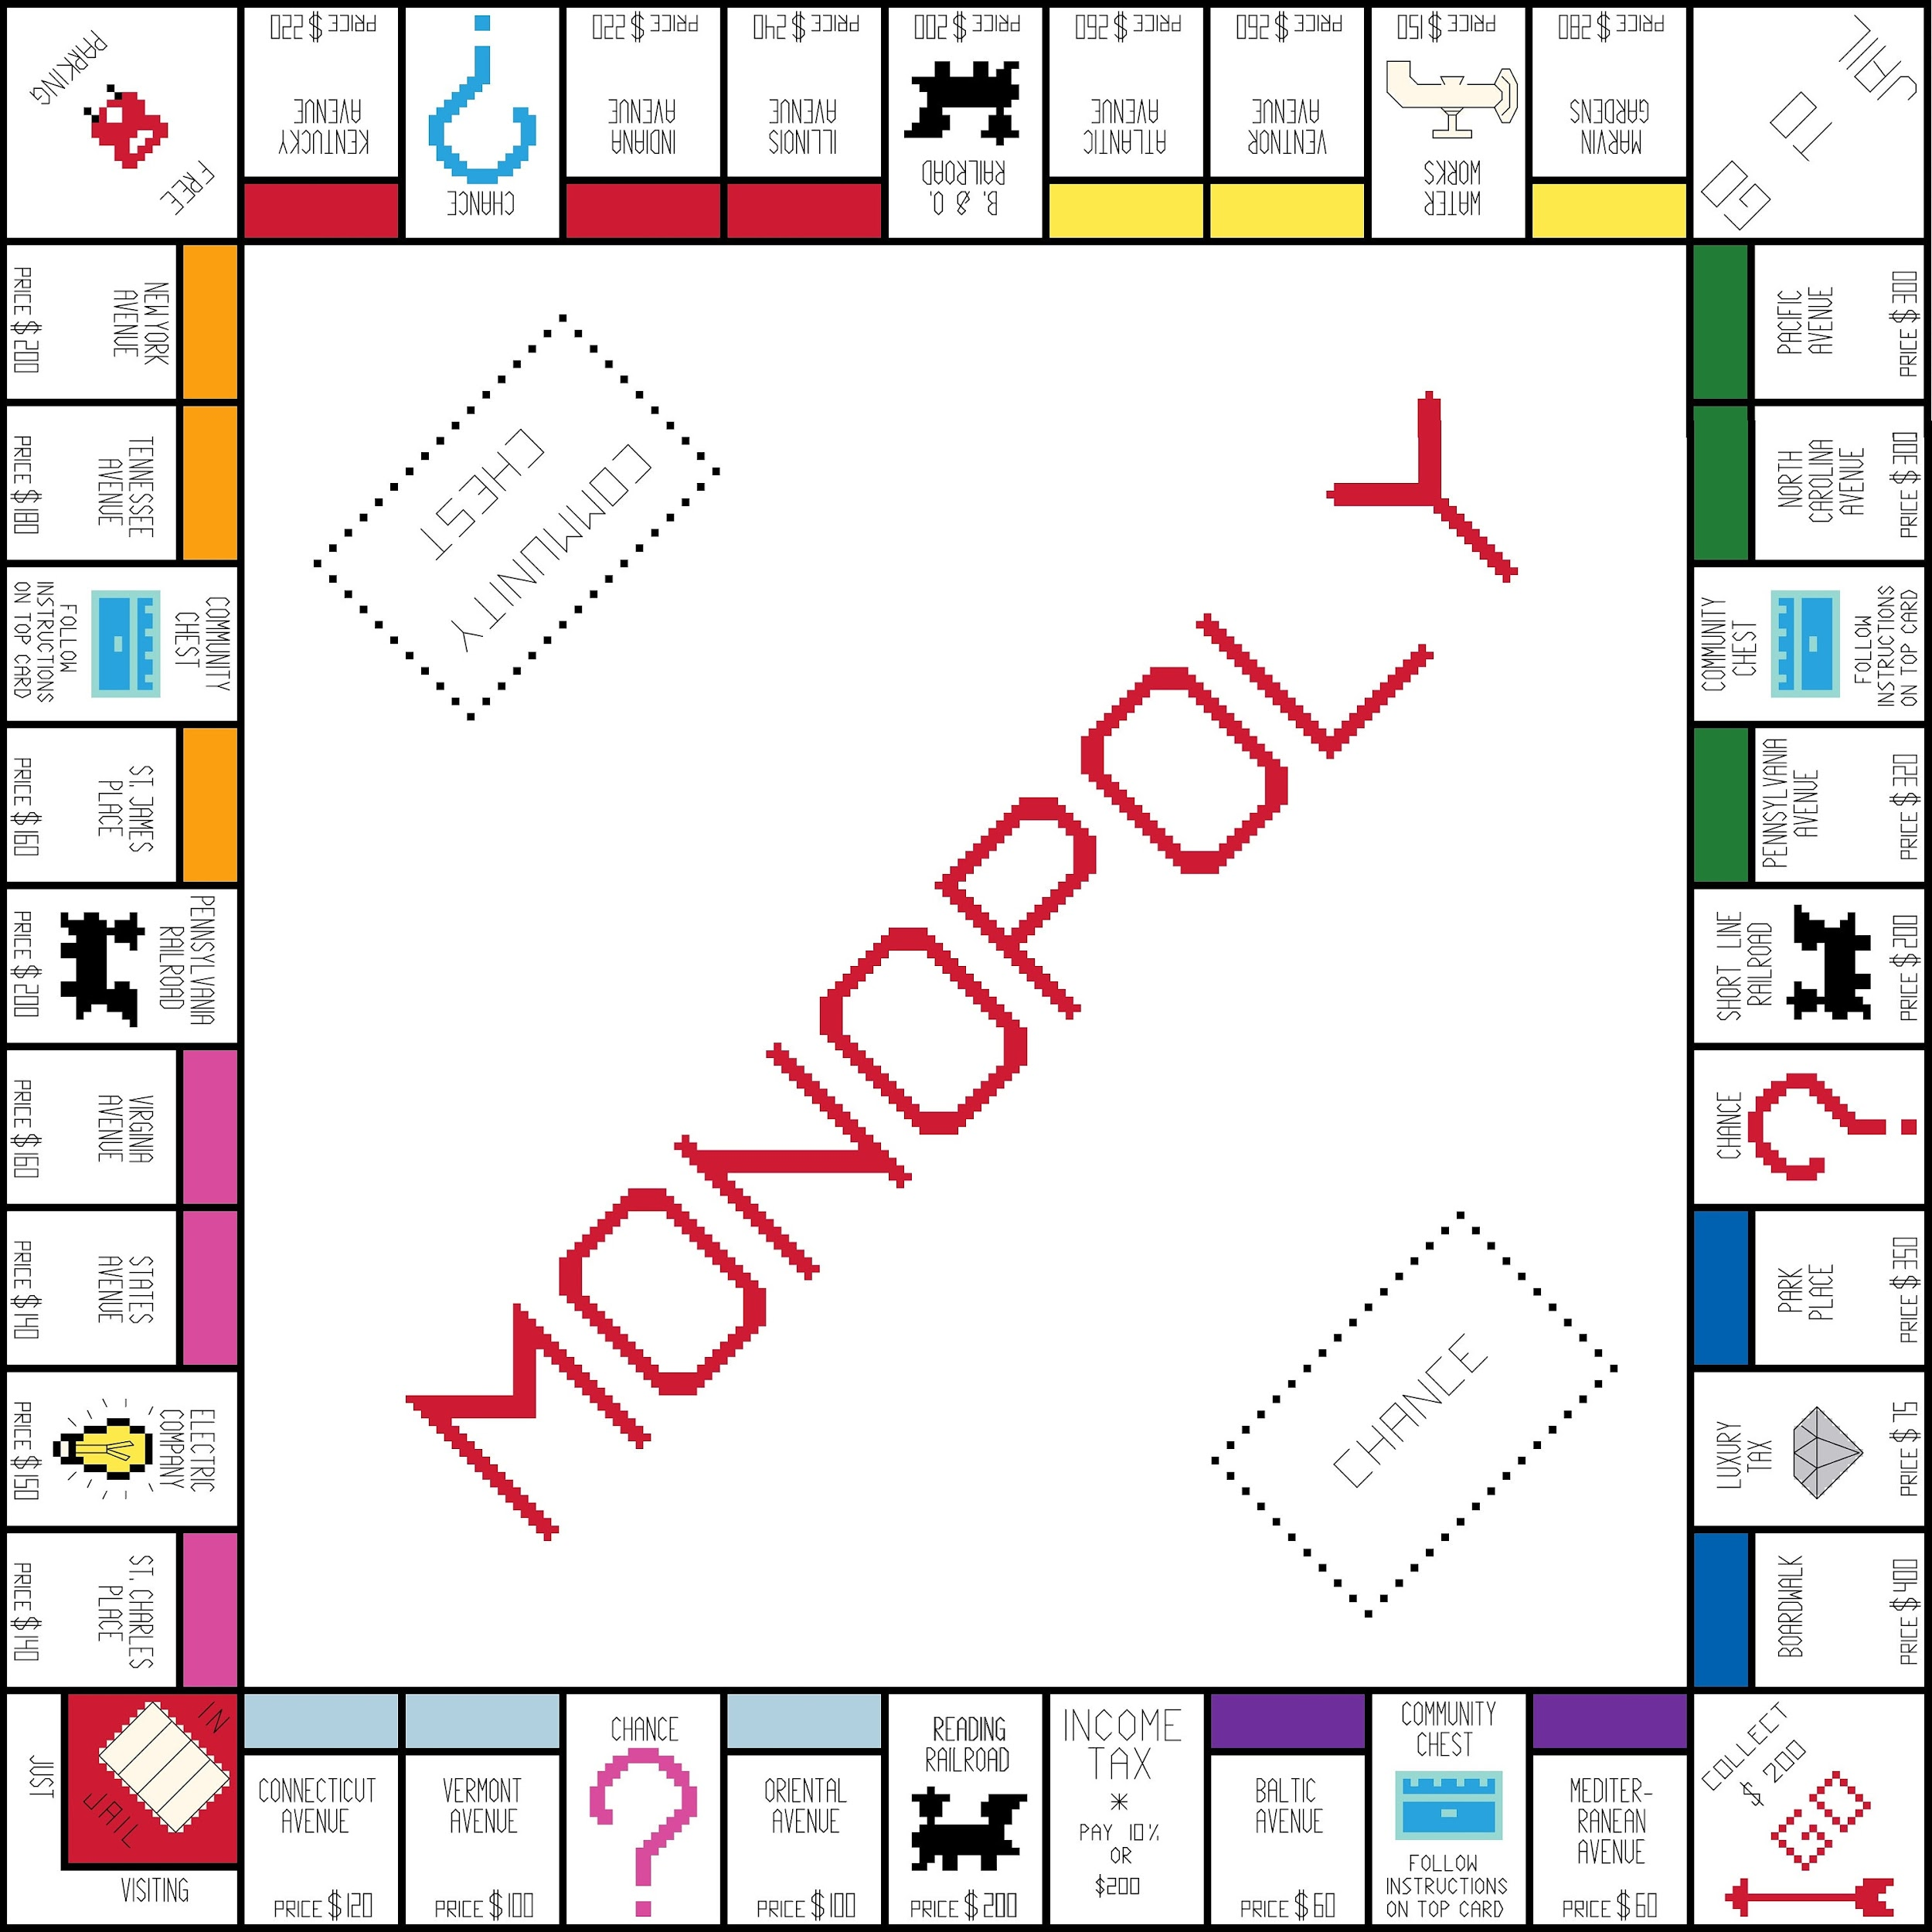 FREE
PARKING
KENTUCKY
AVENUE
PRICE $220
CHANCE
INDIANA
AVENUE
PRICE $220
ILLINOIS
AVENUE
PRICE $240
B. & O.
RAILROAD
PRICE $200
ATLANTIC
AVENUE
PRICE $260
VENTNOR
AVENUE
PRICE $260
WATER
WORKS
PRICE $150
MARVIN
GARDENS
PRICE $280
GO
TO
JAIL
PACIFIC
AVENUE
PRICE $300
NORTH
CAROLINA
AVENUE
PRICE $300
COMMUNITY
CHEST
FOLLOW
INSTRUCTIONS
ON TOP CARD
PENNSYLVANIA
AVENUE
PRICE $320
SHORT LINE
RAILROAD
PRICE $200
CHANCE
PARK
PLACE
PRICE $350
LUXURY
TAX
PRICE $75
BOARDWALK
PRICE $400
COLLECT
$ 200
GO
MEDITER-
RANEAN
AVENUE
PRICE $60
COMMUNITY
CHEST
FOLLOW
INSTRUCTIONS
ON TOP CARD
BALTIC
AVENUE
PRICE $60
INCOME
TAX
*
PAY 10%
OR
$200
READING
RAILROAD
PRICE $200
ORIENTAL
AVENUE
PRICE $100
CHANCE
VERMONT
AVENUE
PRICE $100
CONNECTICUT
AVENUE
PRICE $120
IN
JAIL
JUST
VISITING
ST. CHARLES
PLACE
PRICE $140
ELECTRIC
COMPANY
PRICE $150
STATES
AVENUE
PRICE $140
VIRGINIA
AVENUE
PRICE $160
PENNSYLVANIA
RAILROAD
PRICE $200
ST. JAMES
PLACE
PRICE $160
COMMUNITY
CHEST
FOLLOW
INSTRUCTIONS
ON TOP CARD
TENNESSEE
AVENUE
PRICE $180
NEW YORK
AVENUE
PRICE $200
COMMUNITY
CHEST
MONOPOLY
CHANCE